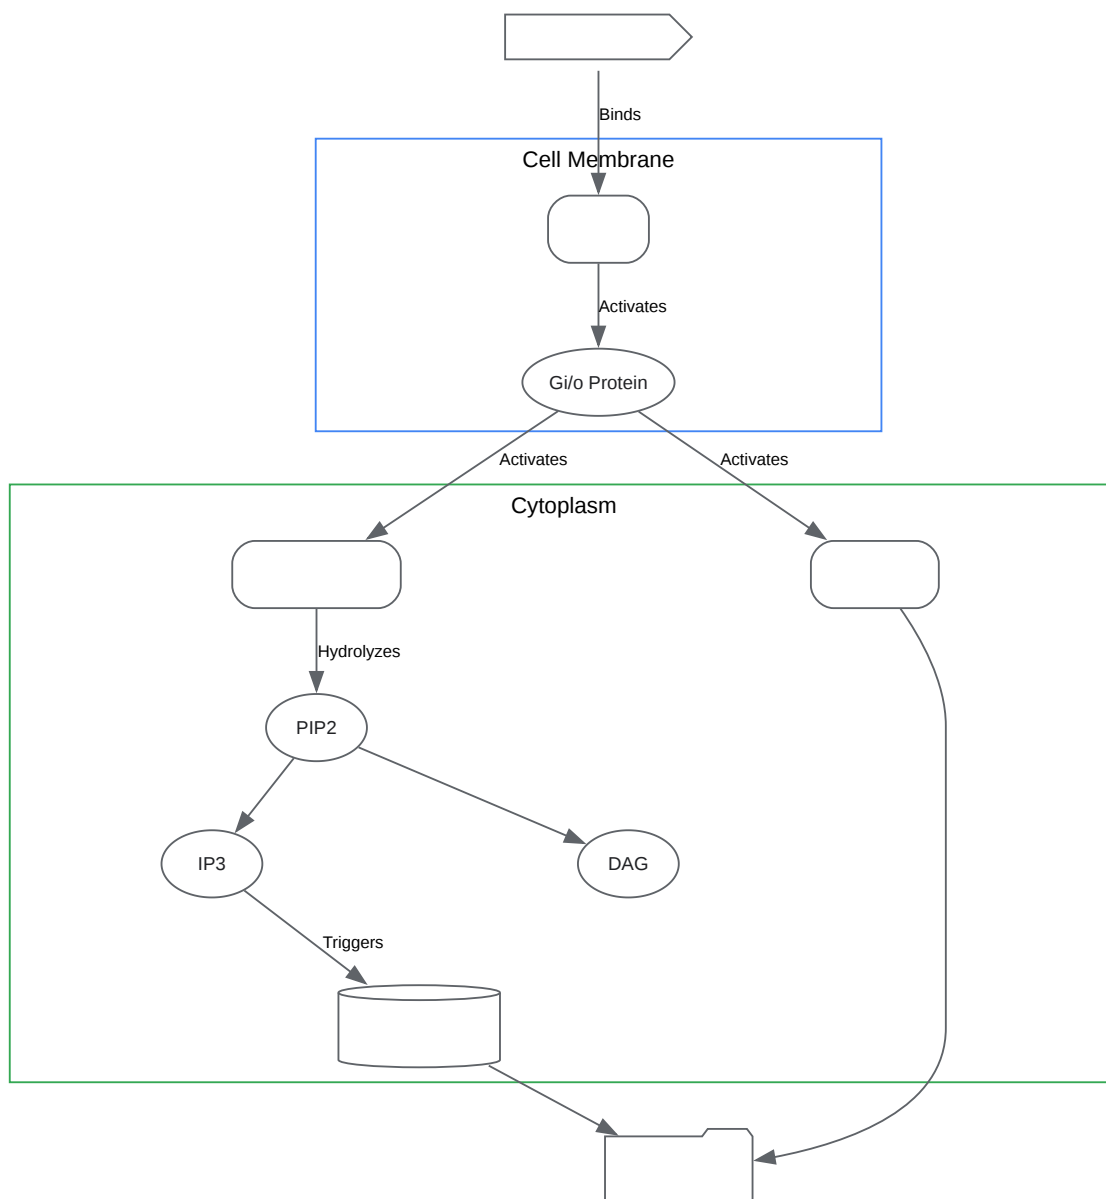 Binds
Cell Membrane
Activates
Gi/o Protein
Activates
Activates
Cytoplasm
Hydrolyzes
PIP2
IP3
DAG
Triggers